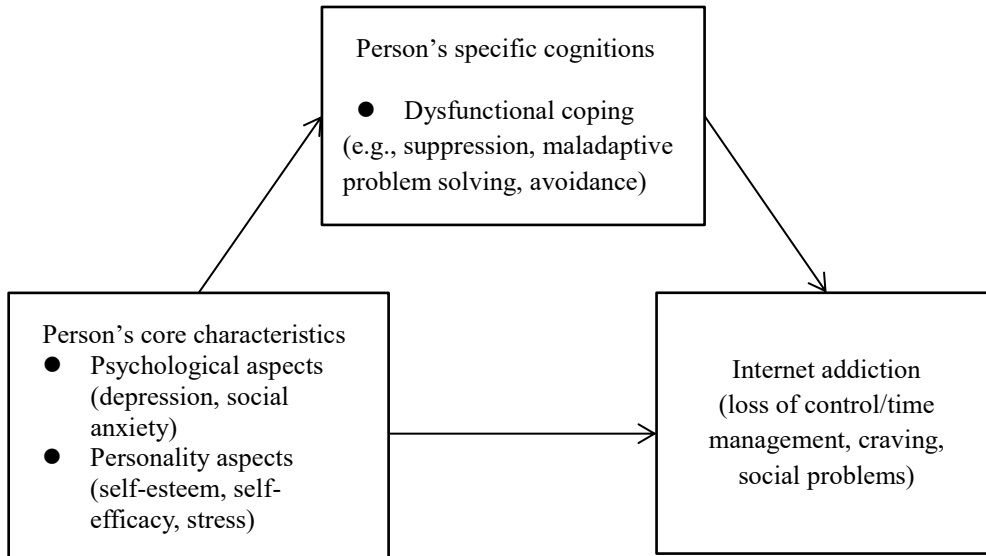 Person’s specific cognitions
● Dysfunctional coping
(e.g., suppression, maladaptive
problem solving, avoidance)
Person’s core characteristics
● Psychological aspects
(depression, social
anxiety)
● Personality aspects
(self-esteem, self-
efficacy, stress)
Internet addiction
(loss of control/time
management, craving,
social problems)